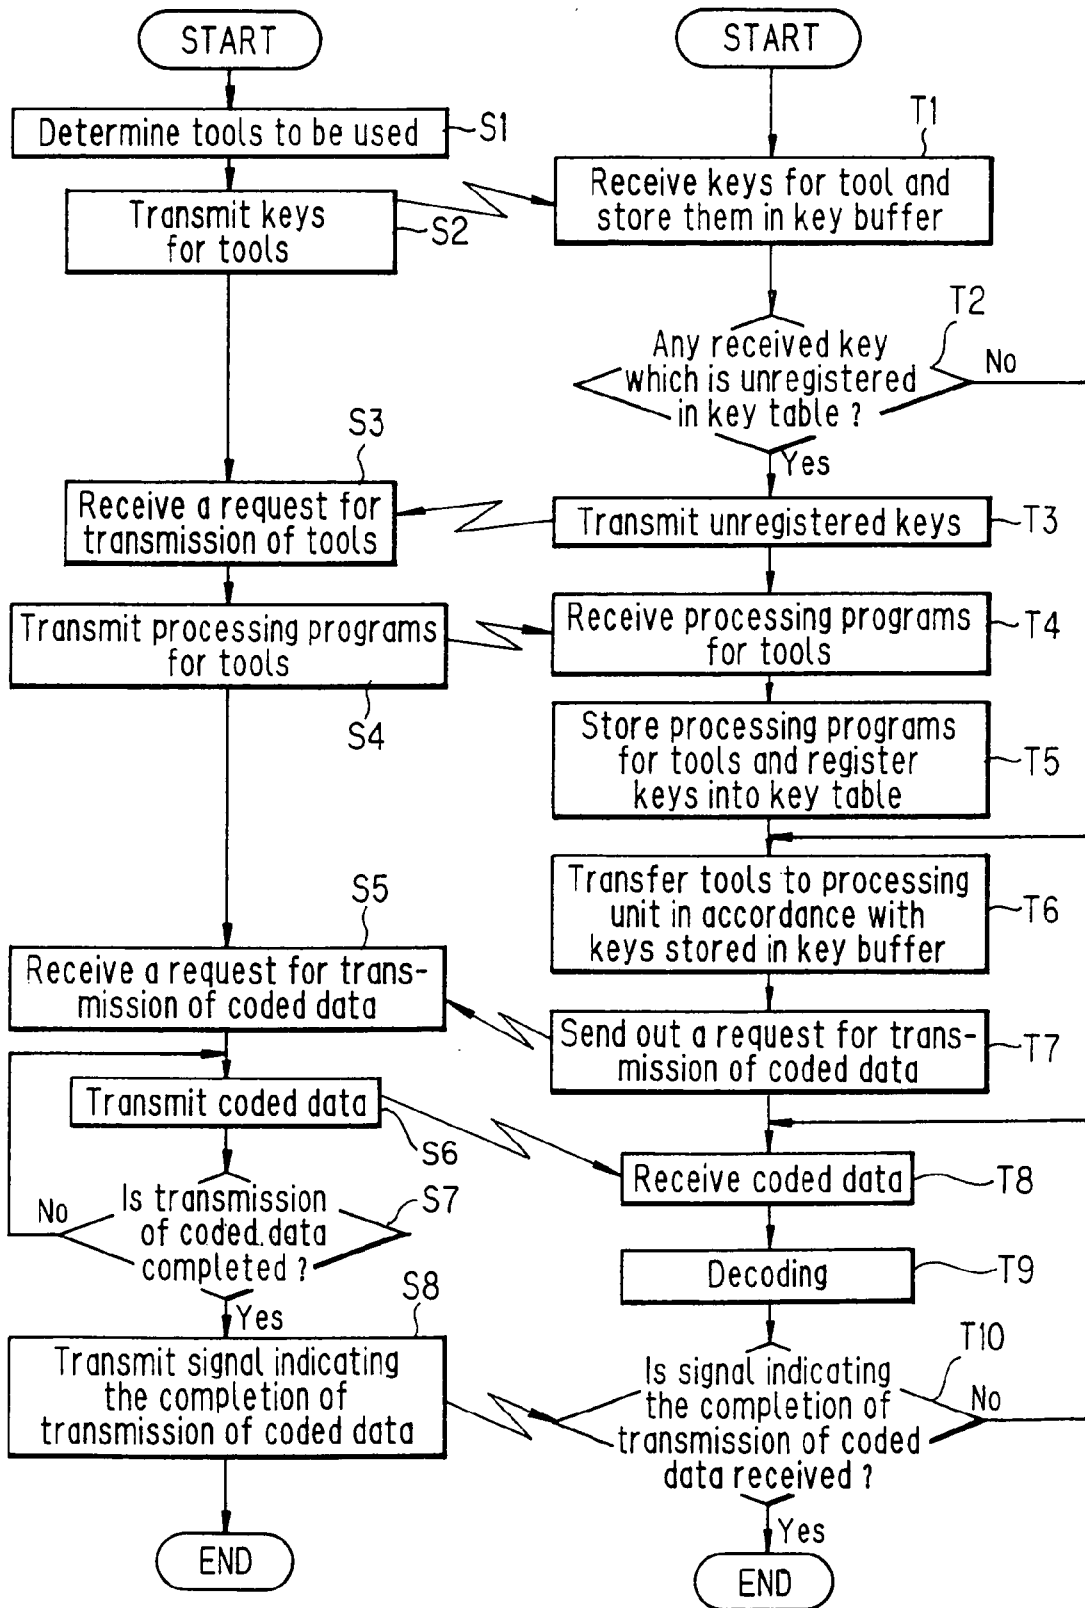 START
Determine tools to be used
S1
Transmit keys
for tools
S2
S3
Receive a request for
transmission of tools
Transmit processing programs
for tools
S4
S5
Receive a request for trans-
mission of coded data
Transmit coded data
S6
Is transmission
of coded data
completed ?
S7
No
Yes
S8
Transmit signal indicating
the completion of
transmission of coded data
END
START
T1
Receive keys for tool and
store them in key buffer
T2
Any received key
which is unregistered
in key table ?
No
Yes
Transmit unregistered keys
T3
Receive processing programs
for tools
T4
Store processing programs
for tools and register
keys into key table
T5
Transfer tools to processing
unit in accordance with
keys stored in key buffer
T6
Send out a request for trans-
mission of coded data
T7
Receive coded data
T8
Decoding
T9
T10
Is signal indicating
the completion of
transmission of coded
data received ?
No
Yes
END